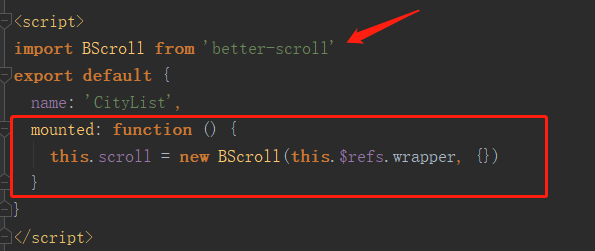 <script>
import BScroll from 'better-scroll'
export default {
name: 'CityList',
mounted: function () {
this.scroll = new BScroll(this.$refs.wrapper, {})
}
}
</script>